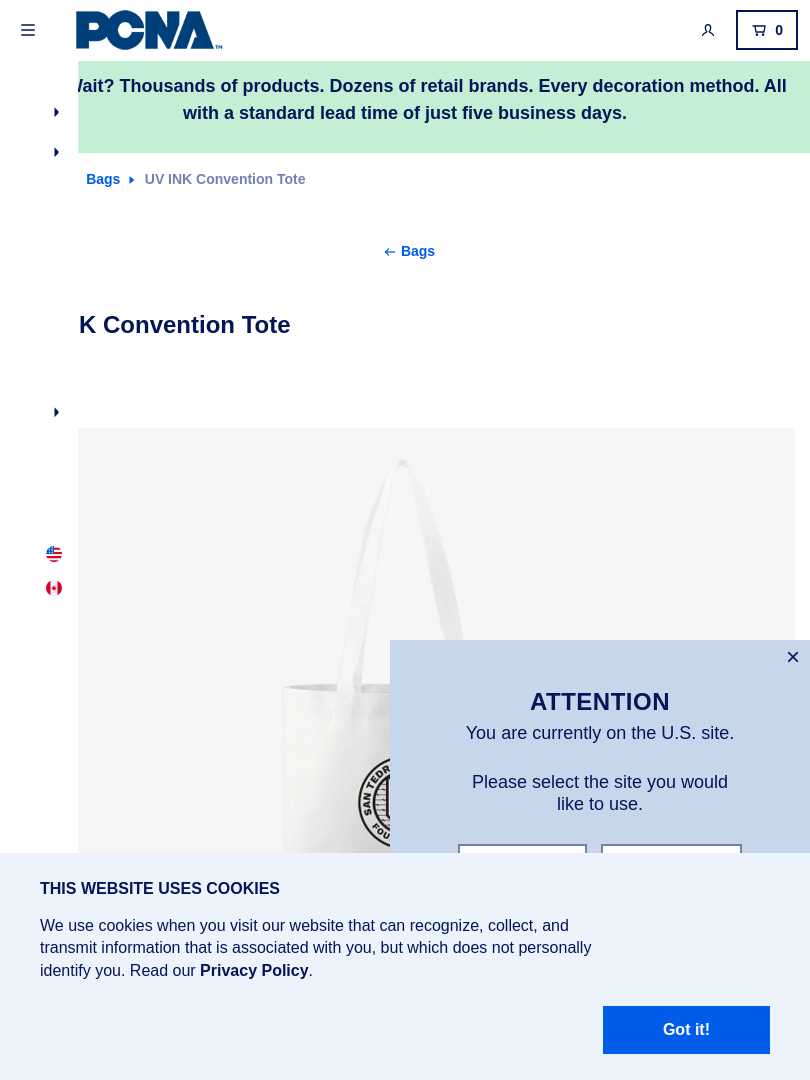 PCNA™
0
Wait? Thousands of products. Dozens of retail brands. Every decoration method. All
with a standard lead time of just five business days.
Bags
UV INK Convention Tote
Bags
K Convention Tote
SAN TEDR
FOU
ATTENTION
You are currently on the U.S. site.
Please select the site you would
like to use.
THIS WEBSITE USES COOKIES
We use cookies when you visit our website that can recognize, collect, and
transmit information that is associated with you, but which does not personally
identify you. Read our Privacy Policy.
Got it!